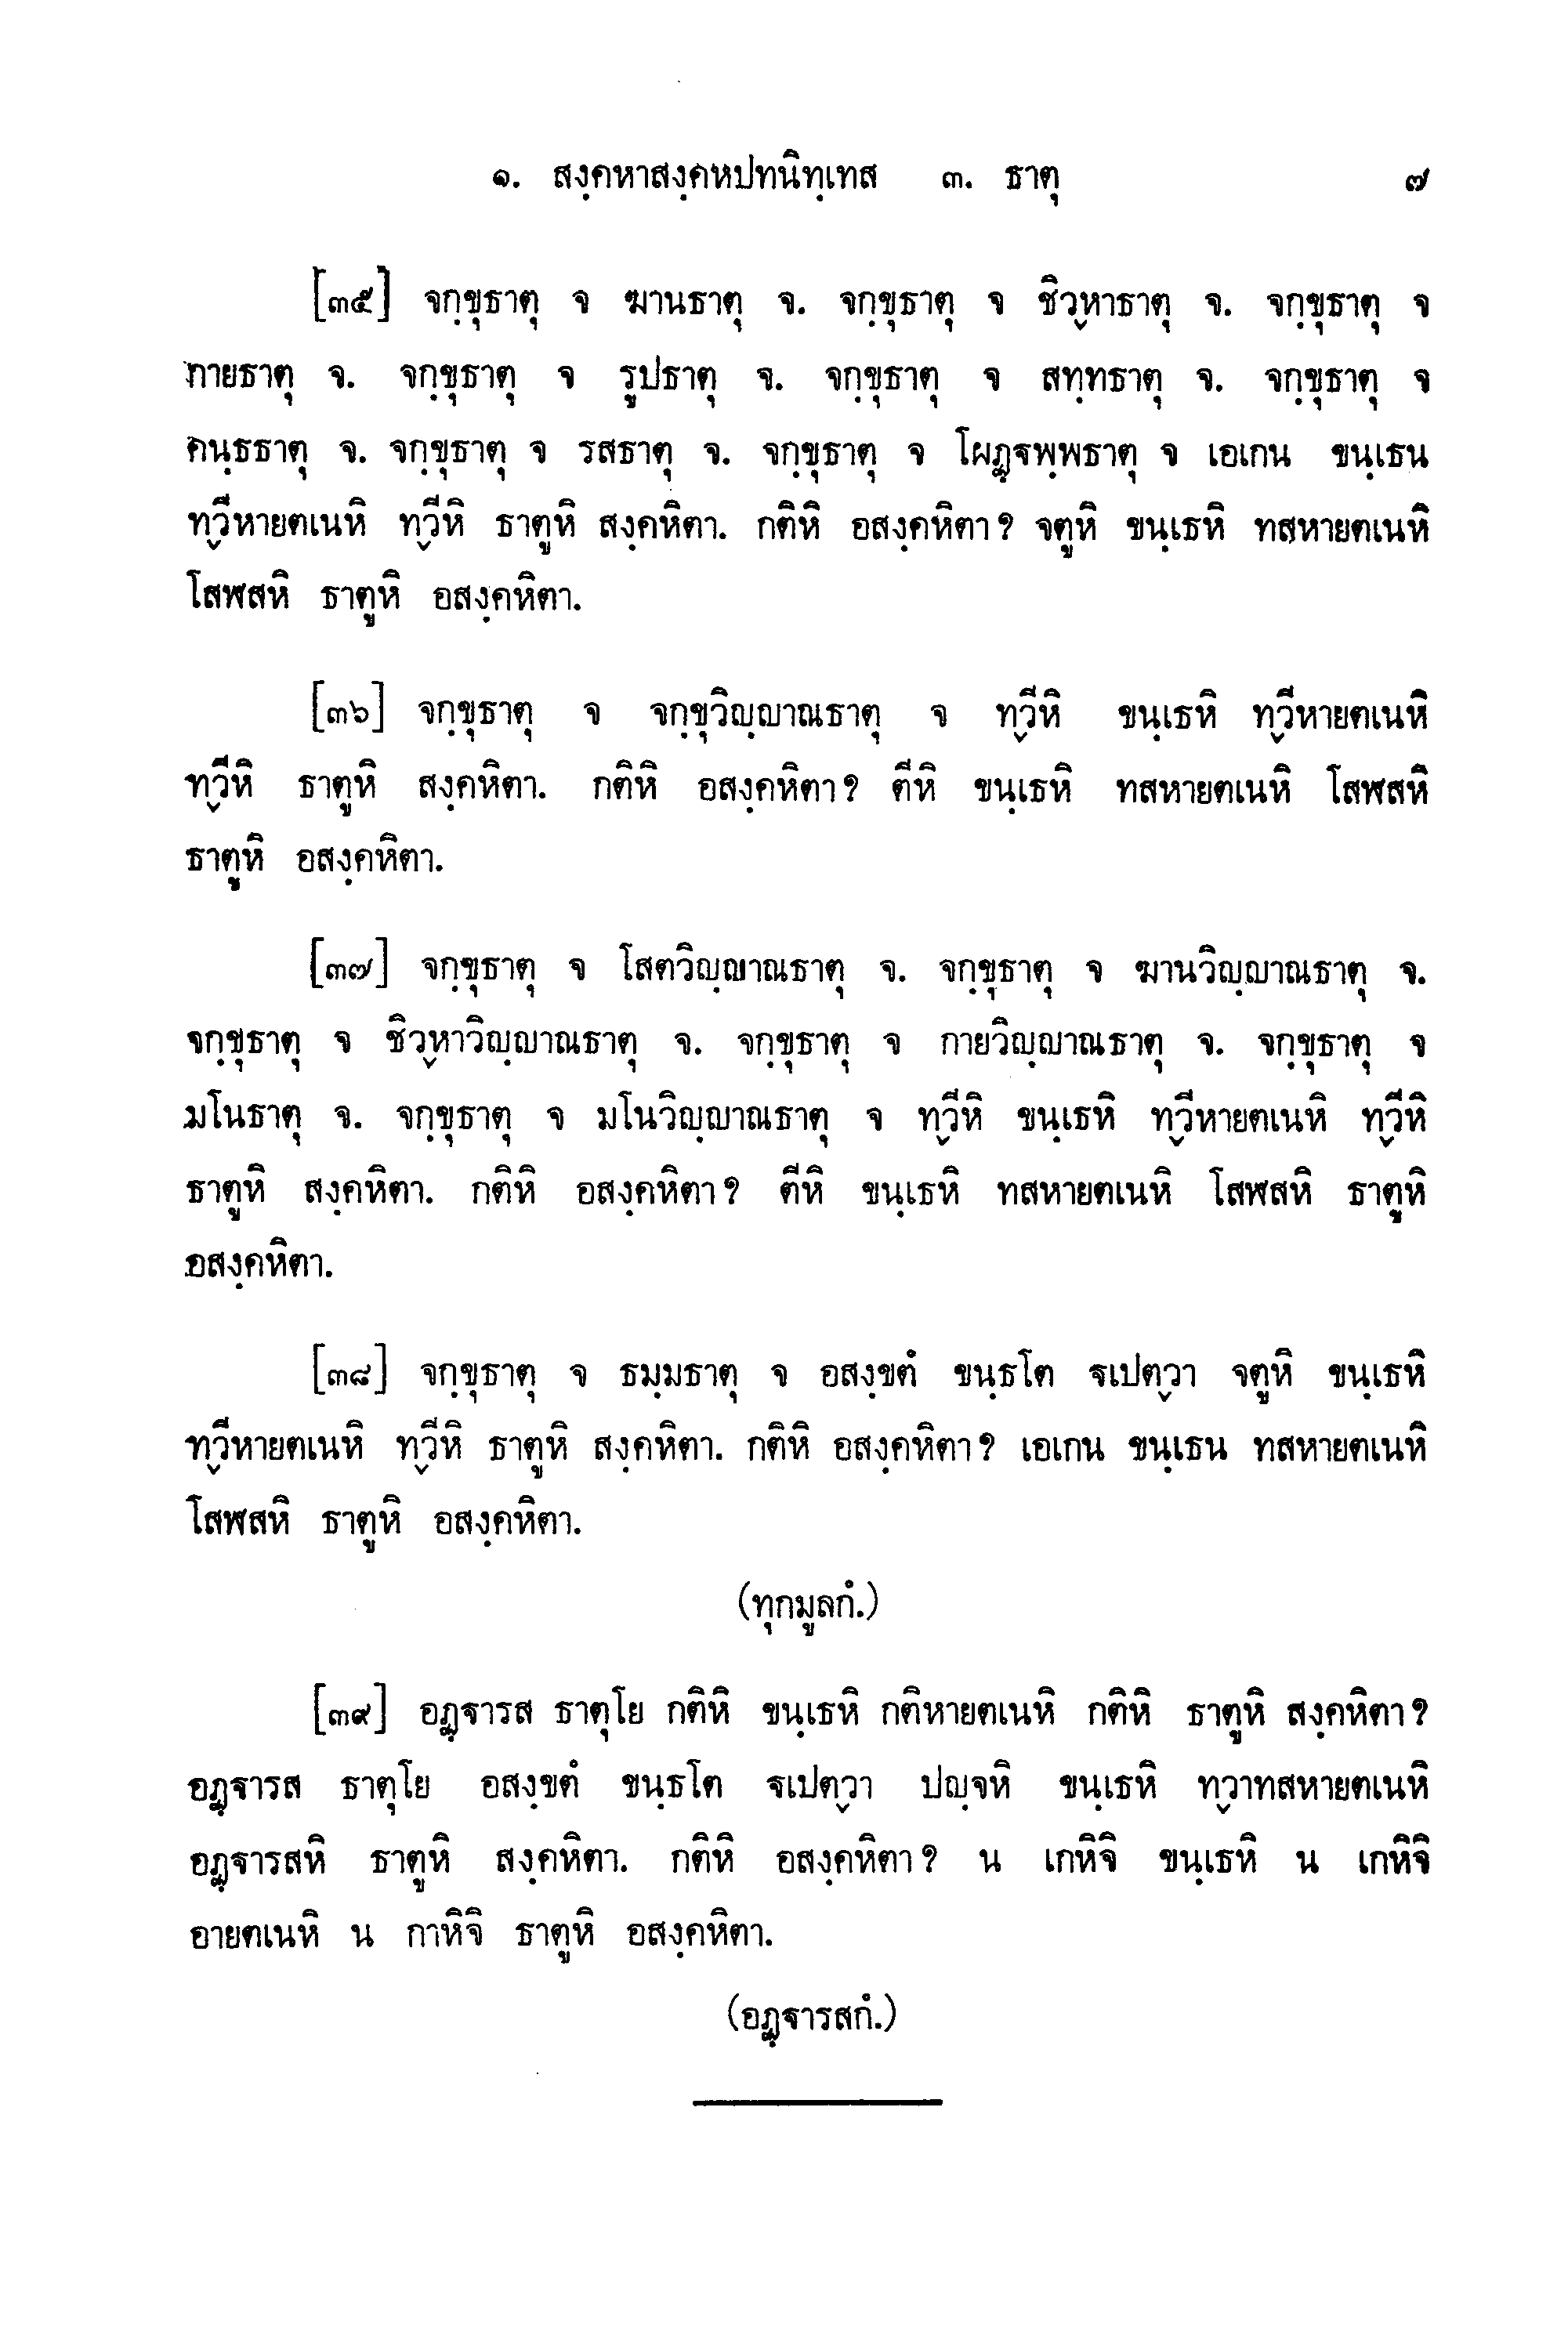 ๑. สงฺคหาสงฺคหปทนิทฺเทส ๓. ธาตุ ๗
[๓๕] จกฺขุธาตุ จ ฆานธาตุ จ. จกฺขุธาตุ จ ชิวฺหาธาตุ จ. จกฺขุธาตุ จ
กายธาตุ จ. จกฺขุธาตุ จ รูปธาตุ จ. จกฺขุธาตุ จ สทฺทธาตุ จ. จกฺขุธาตุ จ
คนฺธธาตุ จ. จกฺขุธาตุ จ รสธาตุ จ. จกฺขุธาตุ จ โผฏฺฐพฺพธาตุ จ เอเกน ขนฺเธน
ทฺวีหายตเนหิ ทฺวีหิ ธาตูหิ สงฺคหิตา. กติหิ อสงฺคหิตา? จตูหิ ขนฺเธหิ ทสหายตเนหิ
โสฬสหิ ธาตูหิ อสงฺคหิตา.
[๓๖] จกฺขุธาตุ จ จกฺขุวิญฺญาณธาตุ จ ทฺวีหิ ขนฺเธหิ ทฺวีหายตเนหิ
ทฺวีหิ ธาตูหิ สงฺคหิตา. กติหิ อสงฺคหิตา? ตีหิ ขนฺเธหิ ทสหายตเนหิ โสฬสหิ
ธาตูหิ อสงฺคหิตา.
[๓๗] จกฺขุธาตุ จ โสตวิญฺญาณธาตุ จ. จกฺขุธาตุ จ ฆานวิญฺญาณธาตุ จ.
จกฺขุธาตุ จ ชิวฺหาวิญฺญาณธาตุ จ. จกฺขุธาตุ จ กายวิญฺญาณธาตุ จ. จกฺขุธาตุ จ
มโนธาตุ จ. จกฺขุธาตุ จ มโนวิญฺญาณธาตุ จ ทฺวีหิ ขนฺเธหิ ทฺวีหายตเนหิ ทฺวีหิ
ธาตูหิ สงฺคหิตา. กติหิ อสงฺคหิตา? ตีหิ ขนฺเธหิ ทสหายตเนหิ โสฬสหิ ธาตูหิ
อสงฺคหิตา.
[๓๘] จกฺขุธาตุ จ ธมฺมธาตุ จ อสงฺขตํ ขนฺธโต ฐเปตฺวา จตูหิ ขนฺเธหิ
ทฺวีหายตเนหิ ทฺวีหิ ธาตูหิ สงฺคหิตา. กติหิ อสงฺคหิตา? เอเกน ขนฺเธน ทสหายตเนหิ
โสฬสหิ ธาตูหิ อสงฺคหิตา.
(ทุกมูลกํ.)
[๓๙] อฏฺฐารส ธาตุโย กติหิ ขนฺเธหิ กติหายตเนหิ กติหิ ธาตูหิ สงฺคหิตา?
อฏฺฐารส ธาตุโย อสงฺขตํ ขนฺธโต ฐเปตฺวา ปญฺจหิ ขนฺเธหิ ทฺวาทสหายตเนหิ
อฏฺฐารสหิ ธาตูหิ สงฺคหิตา. กติหิ อสงฺคหิตา? น เกหิจิ ขนฺเธหิ น เกหิจิ
อายตเนหิ น กาหิจิ ธาตูหิ อสงฺคหิตา.
(อฏฺฐารสกํ.)